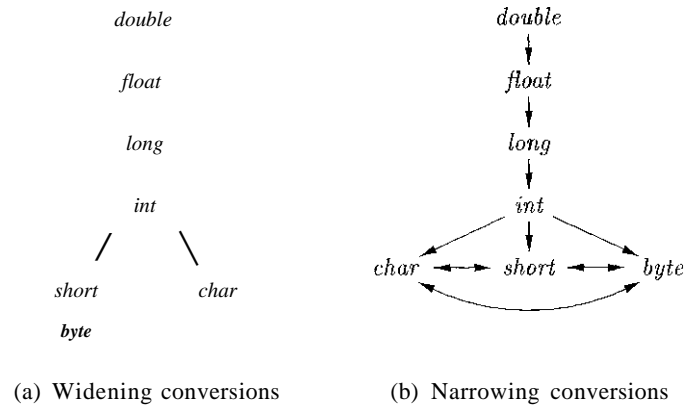 double
float
long
int
short
char
byte
(a) Widening conversions
double
float
long
int
char
short
byte
(b) Narrowing conversions